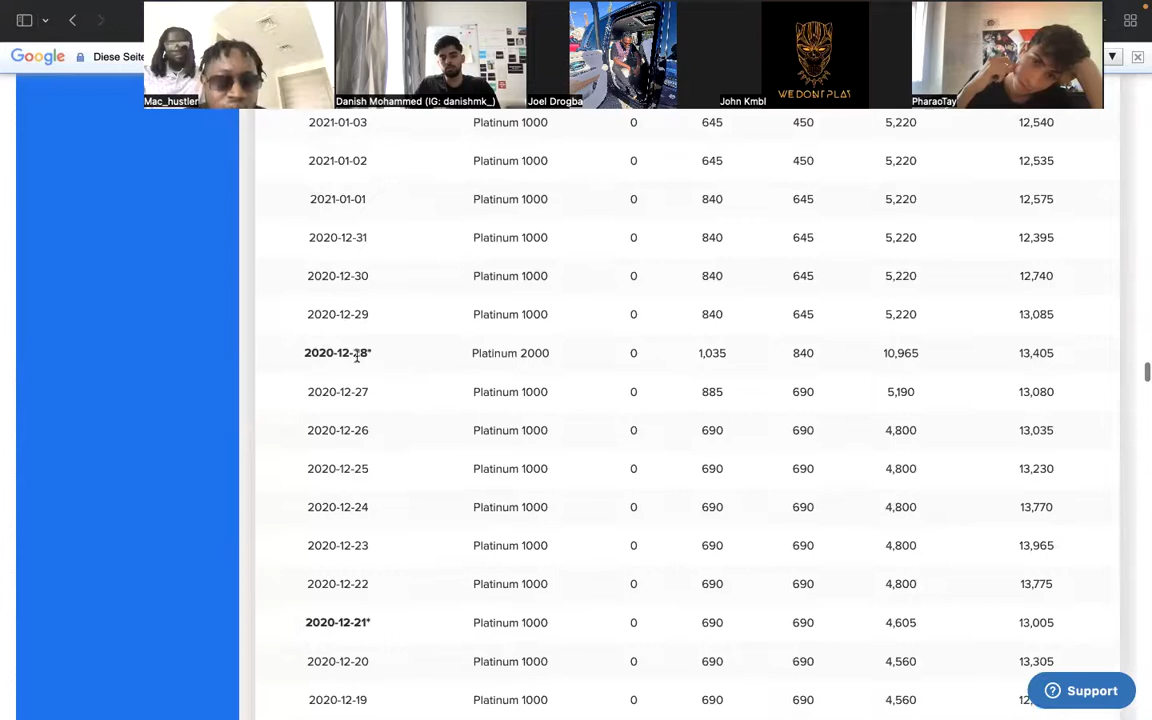 Google Diese Seite
Mac_hustler
Danish Mohammed (IG: danishmk_)
Joel Drogba
WE DONT PLAY
John Kmbl
PharaoTay
2021-01-03 Platinum 1000 0 645 450 5,220 12,540
2021-01-02 Platinum 1000 0 645 450 5,220 12,535
2021-01-01 Platinum 1000 0 840 645 5,220 12,575
2020-12-31 Platinum 1000 0 840 645 5,220 12,395
2020-12-30 Platinum 1000 0 840 645 5,220 12,740
2020-12-29 Platinum 1000 0 840 645 5,220 13,085
2020-12-28* Platinum 2000 0 1,035 840 10,965 13,405
2020-12-27 Platinum 1000 0 885 690 5,190 13,080
2020-12-26 Platinum 1000 0 690 690 4,800 13,035
2020-12-25 Platinum 1000 0 690 690 4,800 13,230
2020-12-24 Platinum 1000 0 690 690 4,800 13,770
2020-12-23 Platinum 1000 0 690 690 4,800 13,965
2020-12-22 Platinum 1000 0 690 690 4,800 13,775
2020-12-21* Platinum 1000 0 690 690 4,605 13,005
2020-12-20 Platinum 1000 0 690 690 4,560 13,305
2020-12-19 Platinum 1000 0 690 690 4,560
Support